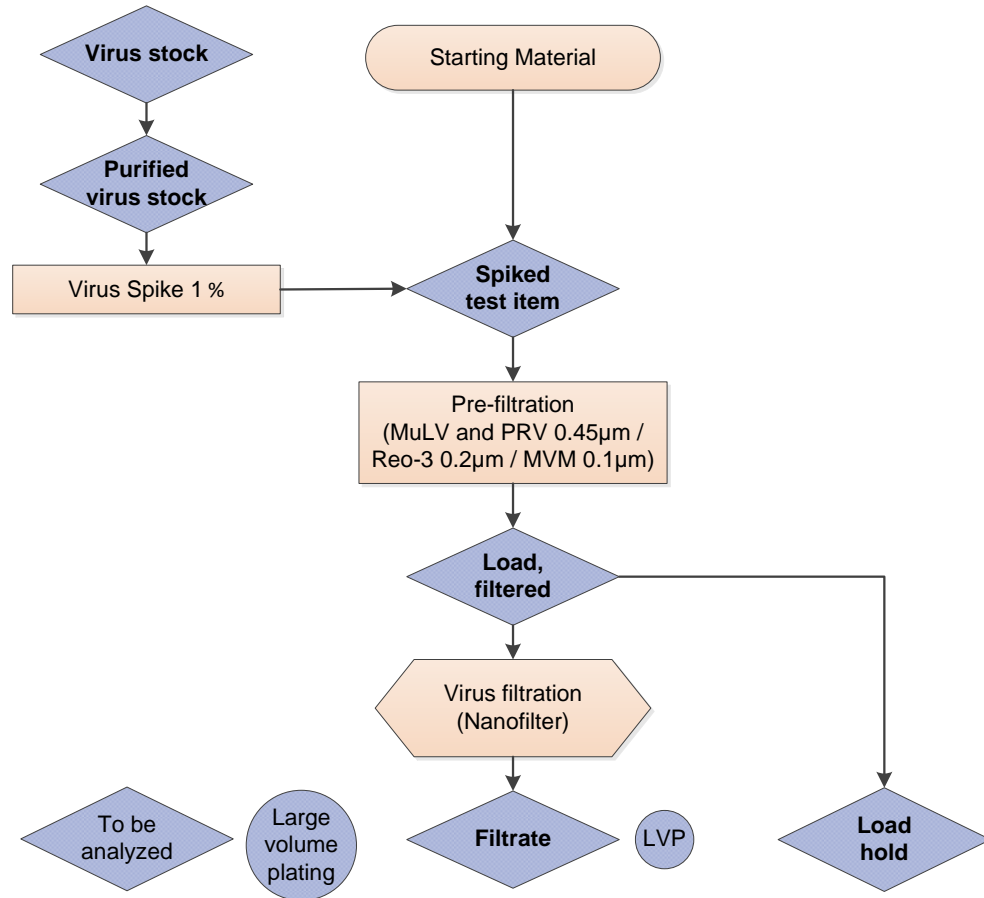 Virus stock
Starting Material
Purified
virus stock
Virus Spike 1 %
Spiked
test item
Pre-filtration
(MuLV and PRV 0.45µm /
Reo-3 0.2µm / MVM 0.1µm)
Load,
filtered
Virus filtration
(Nanofilter)
To be
analyzed
Large
volume
plating
Filtrate
LVP
Load
hold